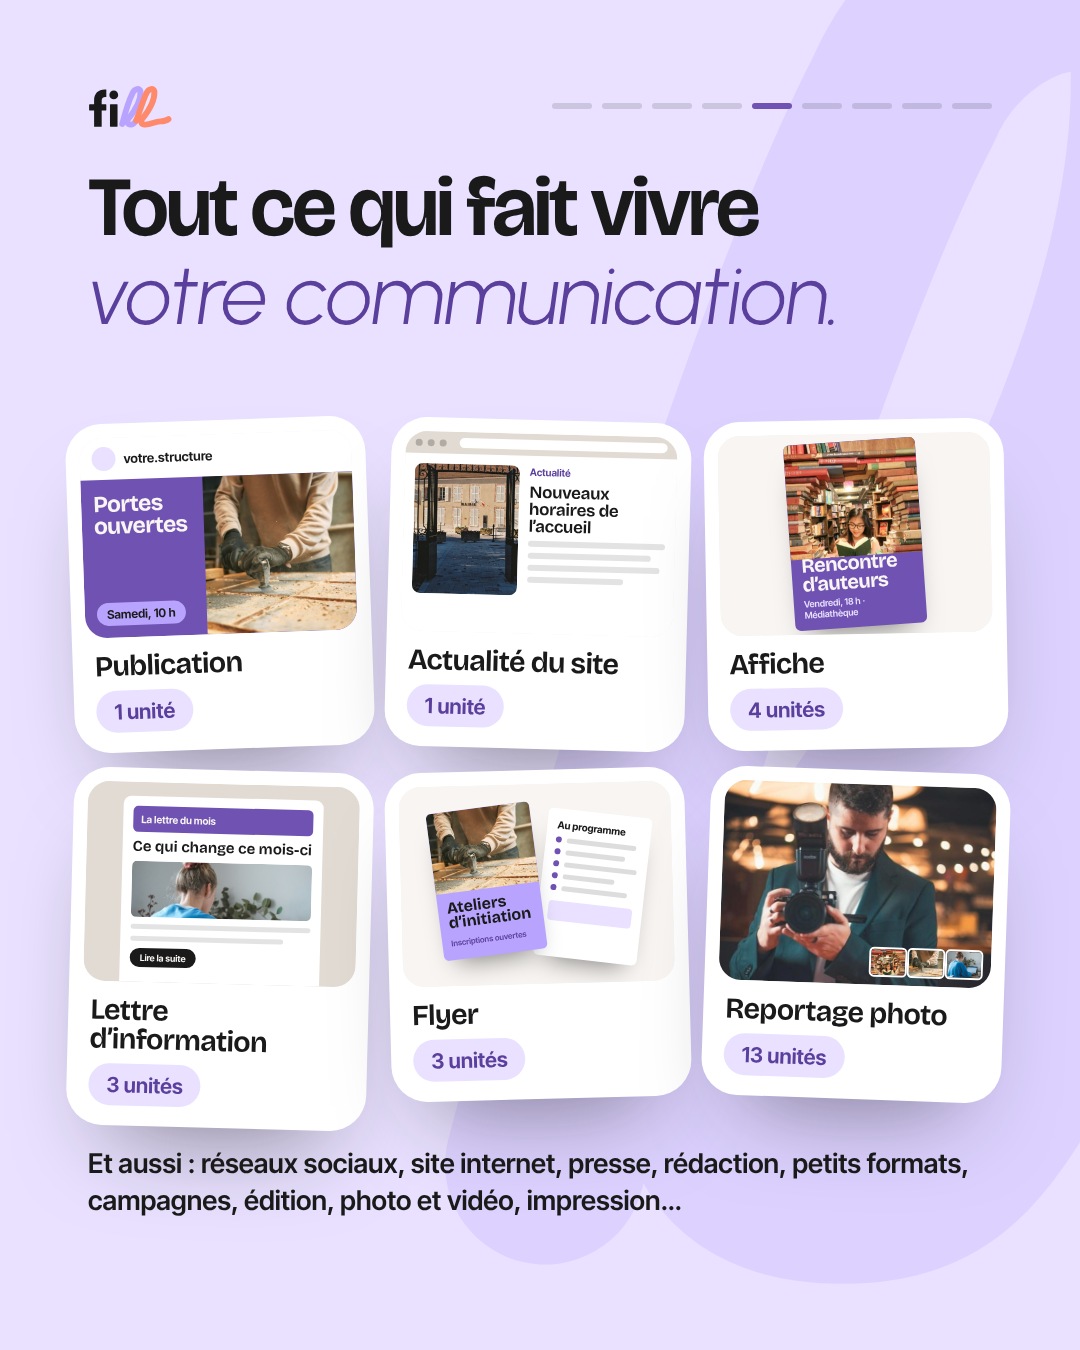 fill
Tout ce qui fait vivre
votre communication.
votre.structure
Portes
ouvertes
Samedi, 10 h
Publication
1 unité
Actualité
Nouveaux
horaires de
l'accueil
Actualité du site
1 unité
Rencontre
d'auteurs
Vendredi, 18 h ·
Médiathèque
Affiche
4 unités
La lettre du mois
Ce qui change ce mois-ci
Lire la suite
Lettre
d'information
3 unités
Ateliers
d'initiation
Inscriptions ouvertes
Au programme
Flyer
3 unités
Reportage photo
13 unités
Et aussi : réseaux sociaux, site internet, presse, rédaction, petits formats,
campagnes, édition, photo et vidéo, impression...